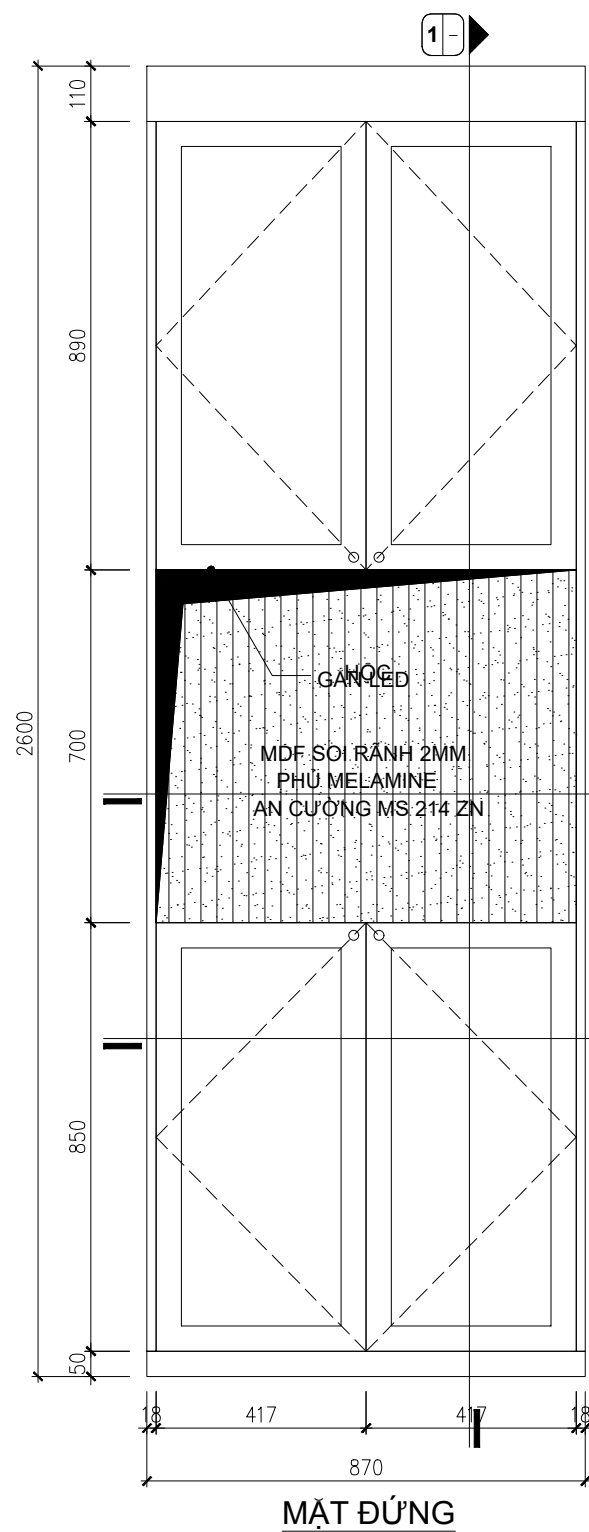 1 -
110
890
2600
700
850
50
HỌC
GẮN LED
MDF SOI RÃNH 2MM
PHỦ MELAMINE
AN CƯỜNG MS 214 ZN
18 417 417 18
870
MẶT ĐỨNG